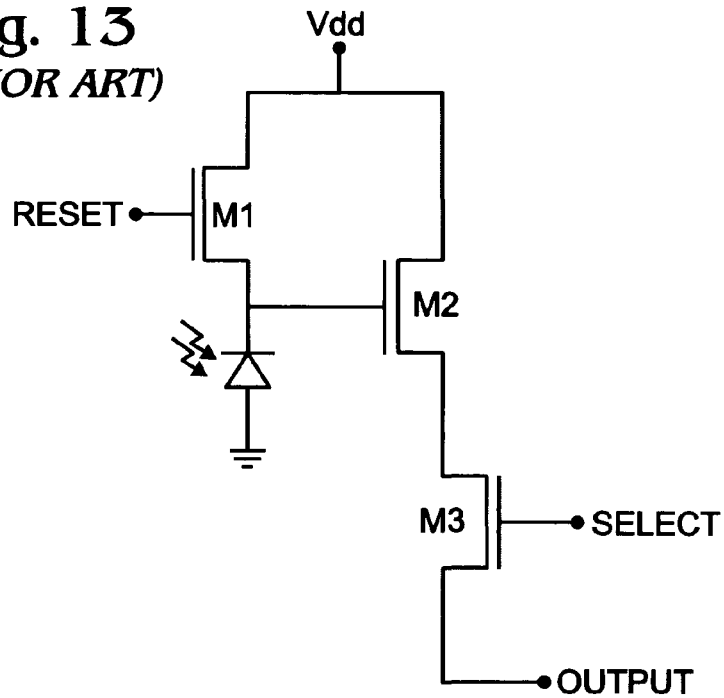 g. 13
OR ART)
Vdd
RESET
M1
M2
M3
SELECT
OUTPUT